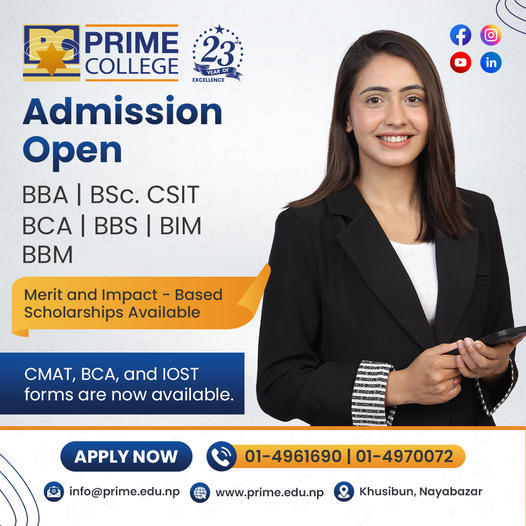 PRIME
COLLEGE
23
YEAR OF
EXCELLENCE
Admission
Open
BBA | BSc. CSIT
BCA | BBS | BIM
BBM
Merit and Impact - Based
Scholarships Available
CMAT, BCA, and IOST
forms are now available.
APPLY NOW
01-4961690 | 01-4970072
info@prime.edu.np
www.prime.edu.np
Khusibun, Nayabazar